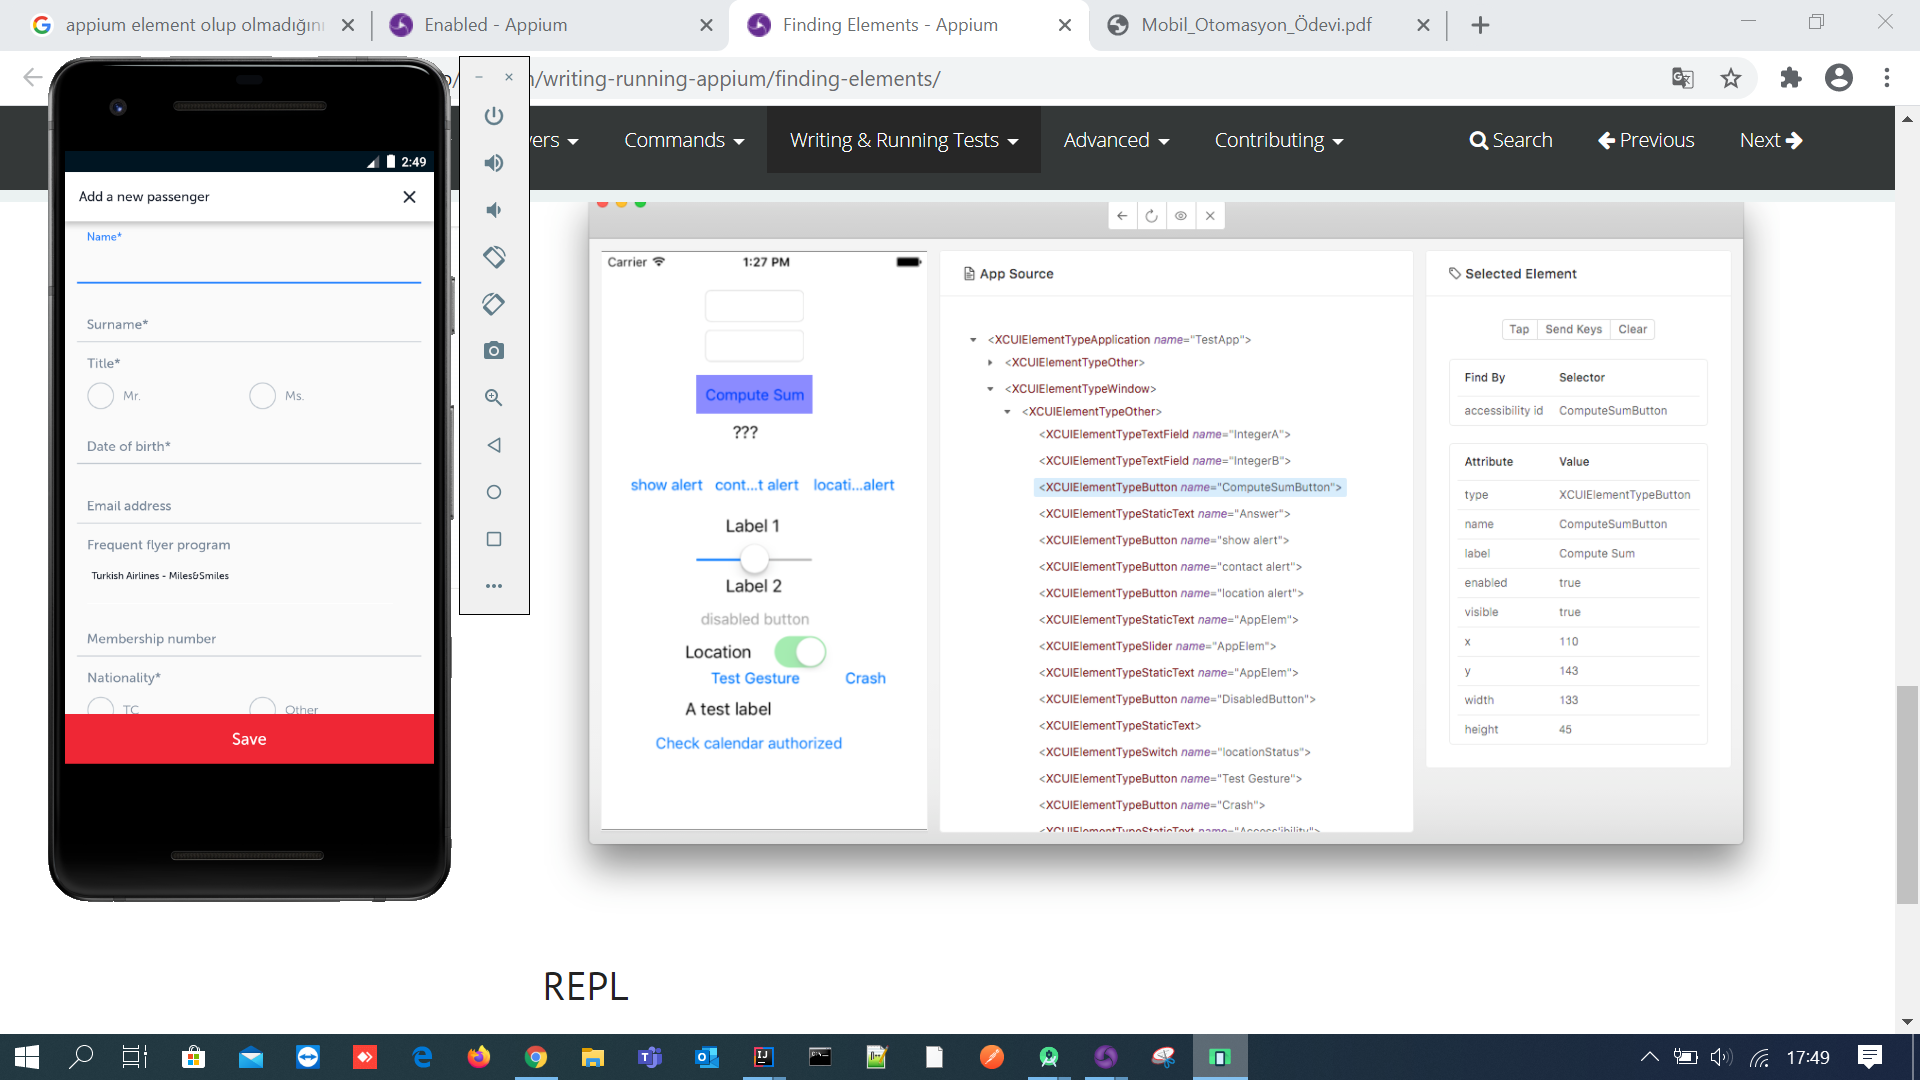 appium element olup olmadığını
Enabled - Appium
Finding Elements - Appium
Mobil_Otomasyon_Ödevi.pdf
/writing-running-appium/finding-elements/
vers
Commands
Writing & Running Tests
Advanced
Contributing
Search
Previous
Next
2:49
Add a new passenger
Name*
Surname*
Title*
Mr.
Ms.
Date of birth*
Email address
Frequent flyer program
Turkish Airlines - Miles&Smiles
Membership number
Nationality*
TC
Other
Save
Carrier
1:27 PM
Compute Sum
???
show alert
cont...t alert
locati...alert
Label 1
Label 2
disabled button
Location
Test Gesture
Crash
A test label
Check calendar authorized
App Source
<XCUIElementTypeApplication name="TestApp">
<XCUIElementTypeOther>
<XCUIElementTypeWindow>
<XCUIElementTypeOther>
<XCUIElementTypeTextField name="IntegerA">
<XCUIElementTypeTextField name="IntegerB">
<XCUIElementTypeButton name="ComputeSumButton">
<XCUIElementTypeStaticText name="Answer">
<XCUIElementTypeButton name="show alert">
<XCUIElementTypeButton name="contact alert">
<XCUIElementTypeButton name="location alert">
<XCUIElementTypeStaticText name="AppElem">
<XCUIElementTypeSlider name="AppElem">
<XCUIElementTypeStaticText name="AppElem">
<XCUIElementTypeButton name="DisabledButton">
<XCUIElementTypeStaticText>
<XCUIElementTypeSwitch name="locationStatus">
<XCUIElementTypeButton name="Test Gesture">
<XCUIElementTypeButton name="Crash">
<XCUIElementTypeStaticText name="Access'ibility">
Selected Element
Tap
Send Keys
Clear
Find By Selector
accessibility id ComputeSumButton
Attribute Value
type XCUIElementTypeButton
name ComputeSumButton
label Compute Sum
enabled true
visible true
x 110
y 143
width 133
height 45
REPL
17:49